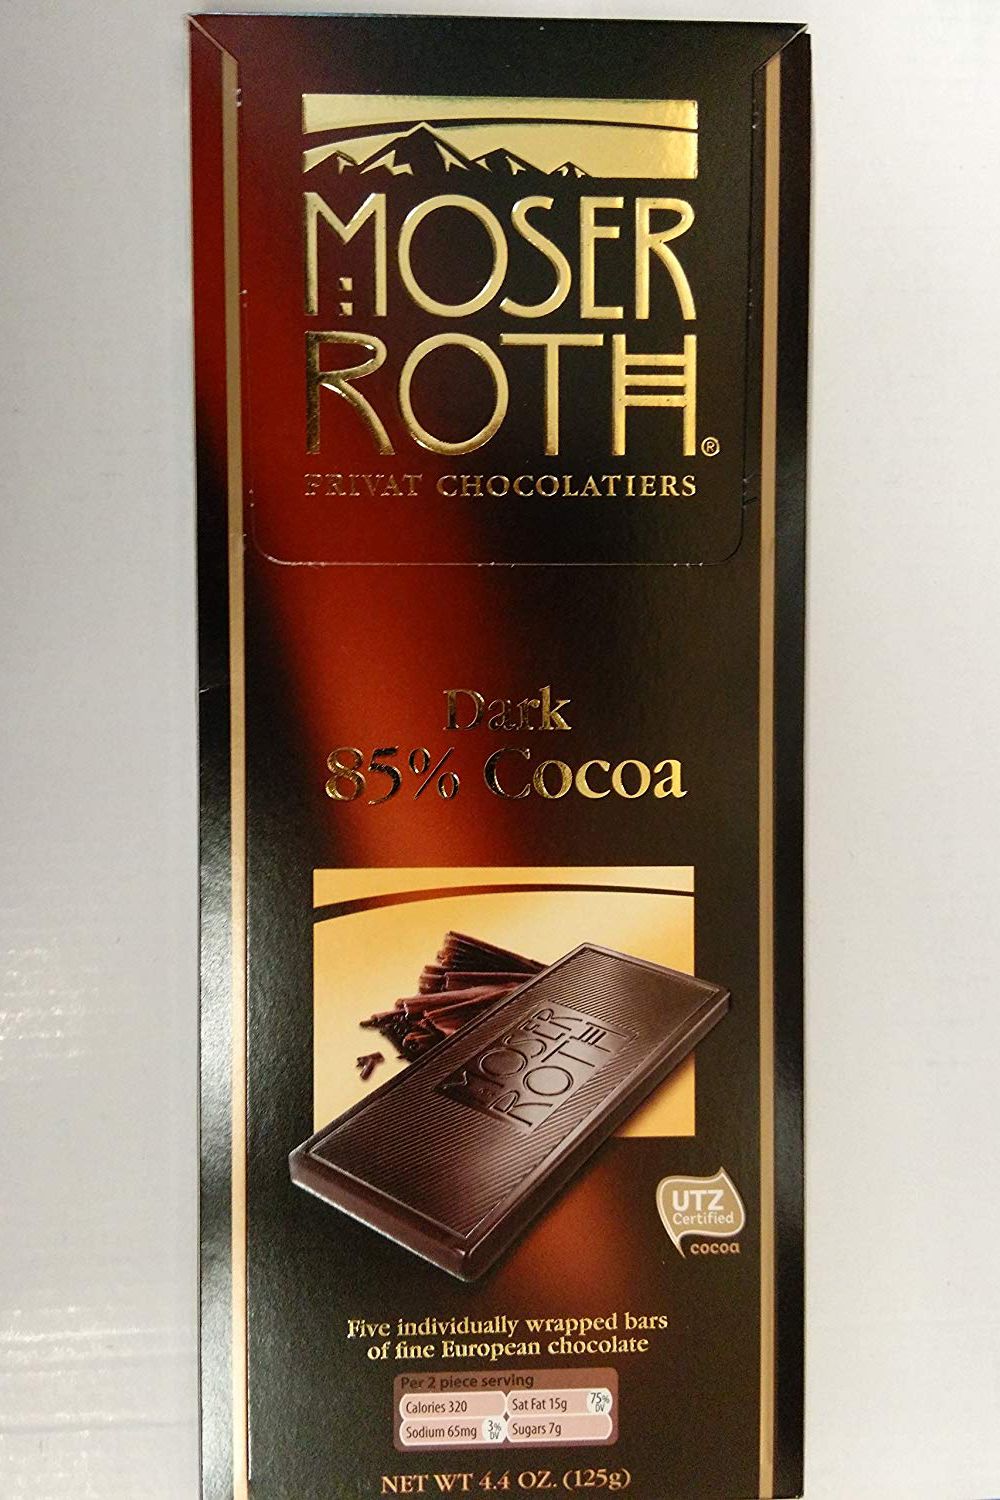 MOSER
ROTH®
PRIVAT CHOCOLATIERS
Dark
85% Cocoa
MOSER
ROTH
UTZ
Certified
cocoa
Five individually wrapped bars
of fine European chocolate
Per 2 piece serving
Calories 320 Sat Fat 15g 75% DV
Sodium 65mg 3% DV Sugars 7g
NET WT 4.4 OZ. (125g)